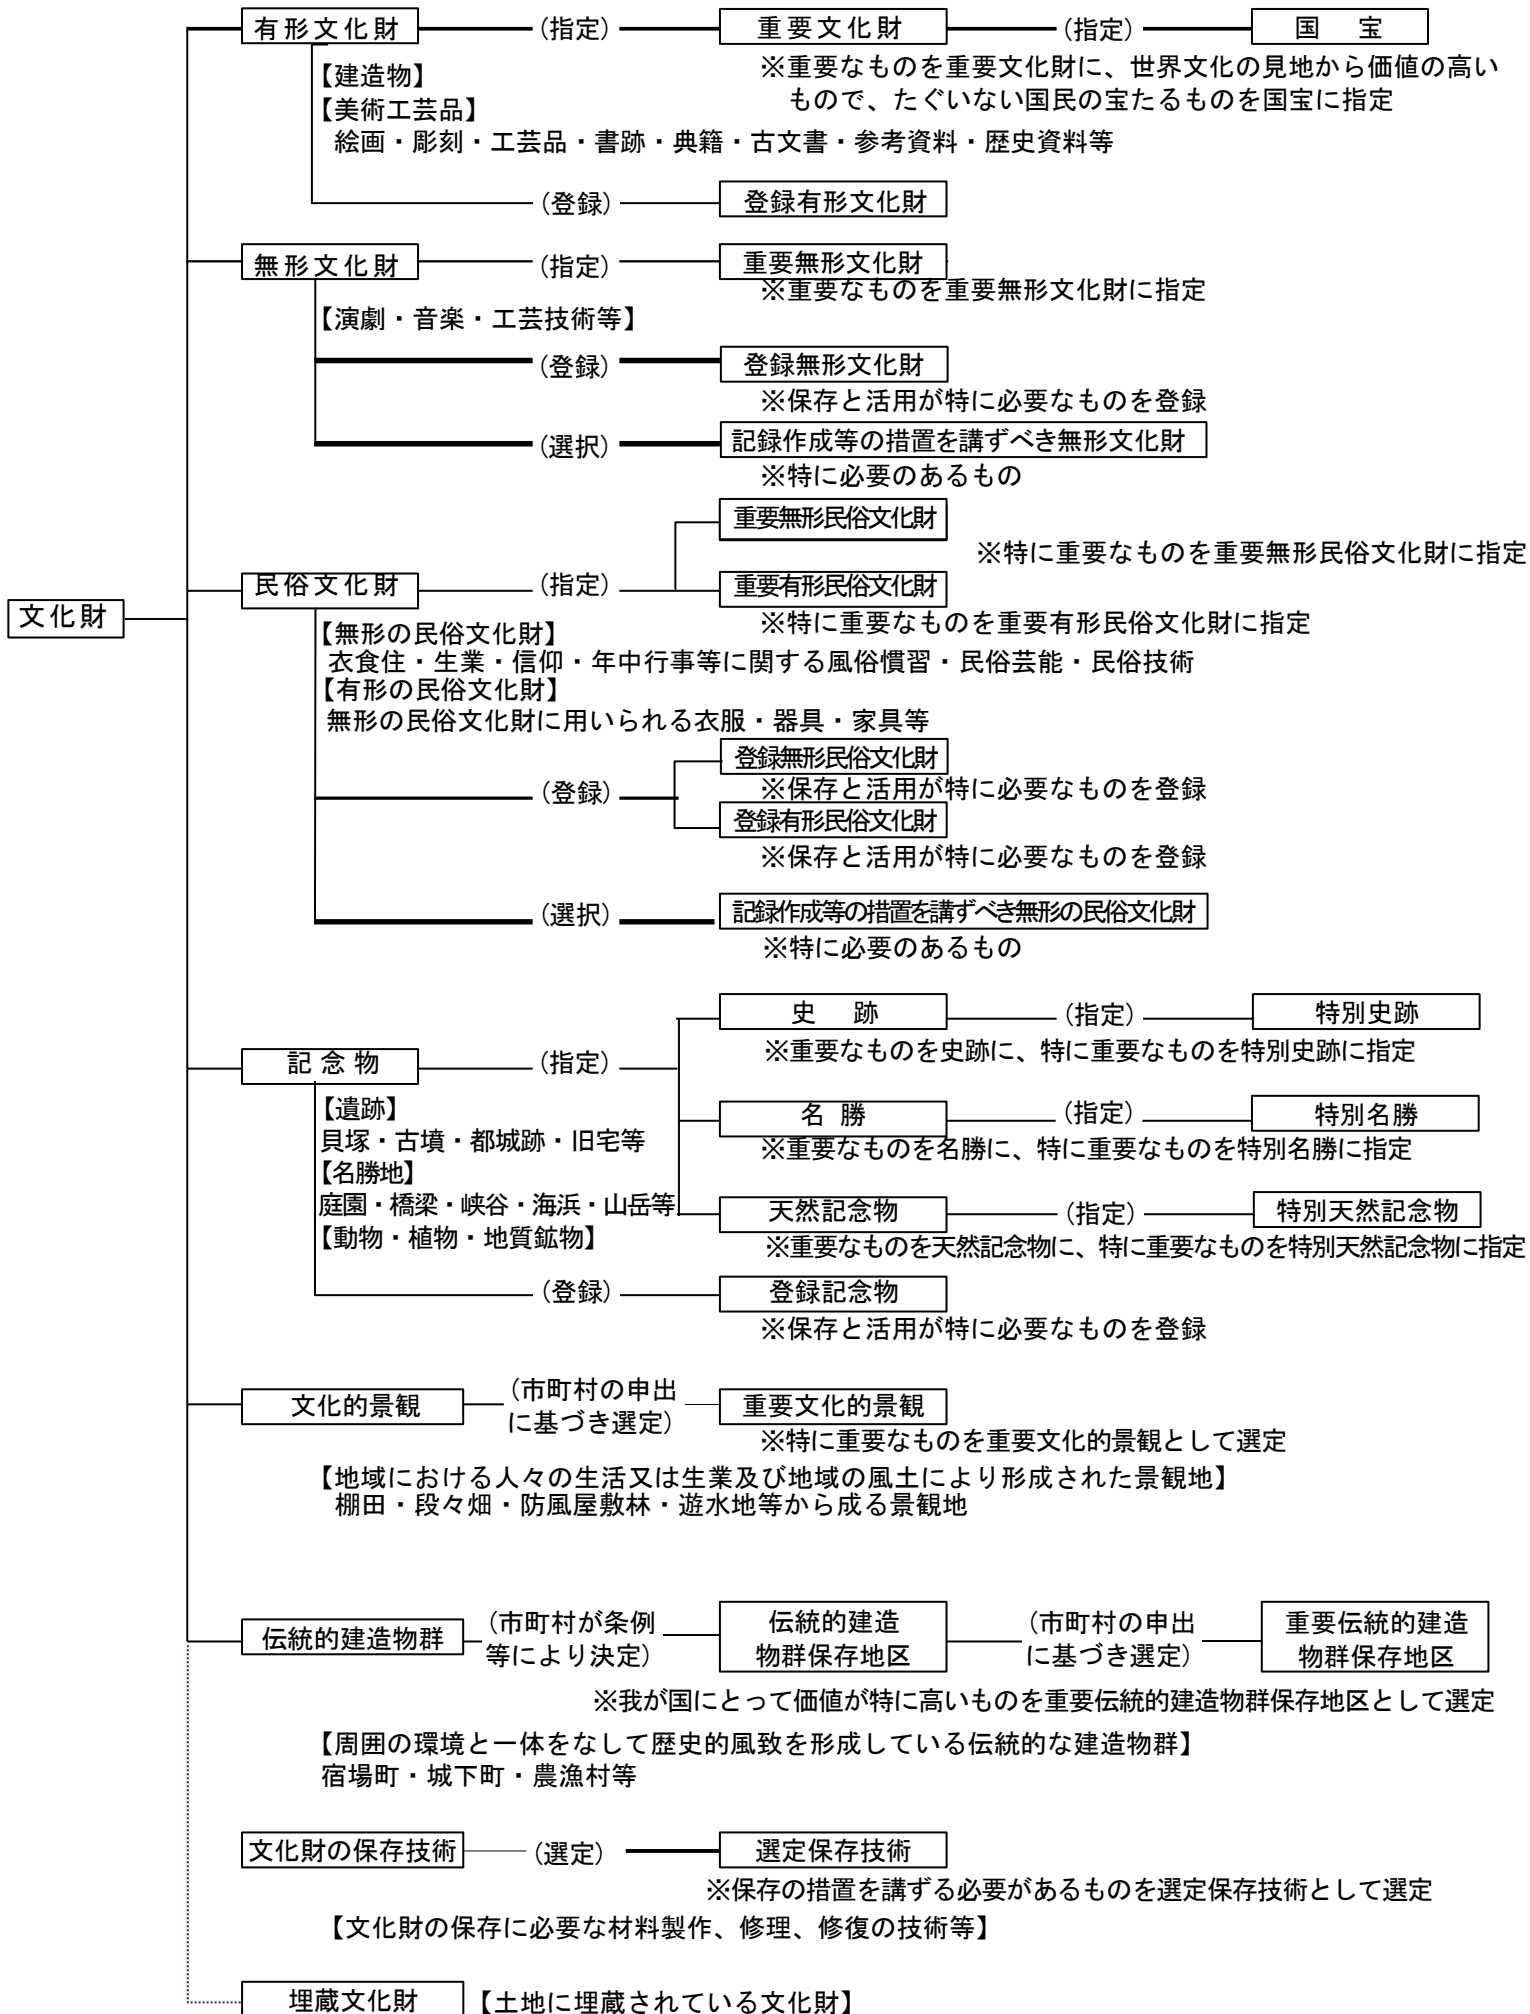 有形文化財 (指定) 重要文化財 (指定) 国 宝
※重要なものを重要文化財に、世界文化の見地から価値の高い
もので、たぐいない国民の宝たるものを国宝に指定
【建造物】
【美術工芸品】
絵画・彫刻・工芸品・書跡・典籍・古文書・参考資料・歴史資料等
(登録) 登録有形文化財
無形文化財 (指定) 重要無形文化財
※重要なものを重要無形文化財に指定
【演劇・音楽・工芸技術等】
(登録) 登録無形文化財
※保存と活用が特に必要なものを登録
(選択) 記録作成等の措置を講ずべき無形文化財
※特に必要のあるもの
重要無形民俗文化財
※特に重要なものを重要無形民俗文化財に指定
民俗文化財 (指定) 重要有形民俗文化財
文化財
※特に重要なものを重要有形民俗文化財に指定
【無形の民俗文化財】
衣食住・生業・信仰・年中行事等に関する風俗慣習・民俗芸能・民俗技術
【有形の民俗文化財】
無形の民俗文化財に用いられる衣服・器具・家具等
登録無形民俗文化財
※保存と活用が特に必要なものを登録
(登録)
登録有形民俗文化財
※保存と活用が特に必要なものを登録
(選択) 記録作成等の措置を講ずべき無形の民俗文化財
※特に必要のあるもの
史 跡 (指定) 特別史跡
※重要なものを史跡に、特に重要なものを特別史跡に指定
記念物 (指定)
【遺跡】
貝塚・古墳・都城跡・旧宅等
【名勝地】
庭園・橋梁・峡谷・海浜・山岳等
【動物・植物・地質鉱物】
名 勝 (指定) 特別名勝
※重要なものを名勝に、特に重要なものを特別名勝に指定
天然記念物 (指定) 特別天然記念物
※重要なものを天然記念物に、特に重要なものを特別天然記念物に指定
(登録) 登録記念物
※保存と活用が特に必要なものを登録
文化的景観
(市町村の申出
に基づき選定)
重要文化的景観
※特に重要なものを重要文化的景観として選定
【地域における人々の生活又は生業及び地域の風土により形成された景観地】
棚田・段々畑・防風屋敷林・遊水地等から成る景観地
伝統的建造物群
(市町村が条例
等により決定)
伝統的建造
物群保存地区
(市町村の申出
に基づき選定)
重要伝統的建造
物群保存地区
※我が国にとって価値が特に高いものを重要伝統的建造物群保存地区として選定
【周囲の環境と一体をなして歴史的風致を形成している伝統的な建造物群】
宿場町・城下町・農漁村等
文化財の保存技術 (選定) 選定保存技術
※保存の措置を講ずる必要があるものを選定保存技術として選定
【文化財の保存に必要な材料製作、修理、修復の技術等】
埋蔵文化財 【土地に埋蔵されている文化財】